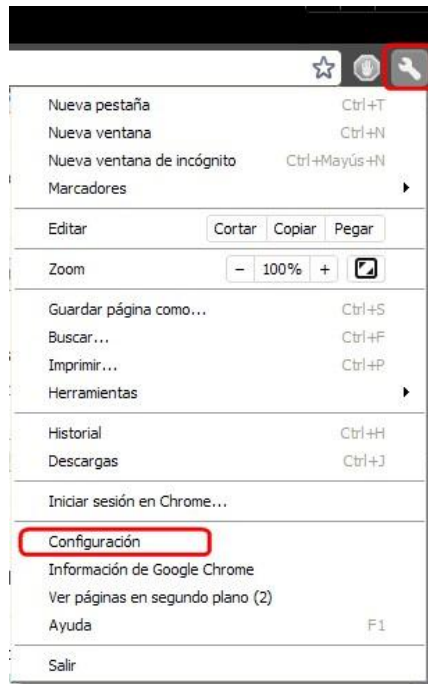 Nueva pestaña Ctrl+T
Nueva ventana Ctrl+N
Nueva ventana de incógnito Ctrl+Mayús+N
Marcadores
Editar Cortar Copiar Pegar
Zoom - 100% +
Guardar página como... Ctrl+S
Buscar... Ctrl+F
Imprimir... Ctrl+P
Herramientas
Historial Ctrl+H
Descargas Ctrl+J
Iniciar sesión en Chrome...
Configuración
Información de Google Chrome
Ver páginas en segundo plano (2)
Ayuda F1
Salir